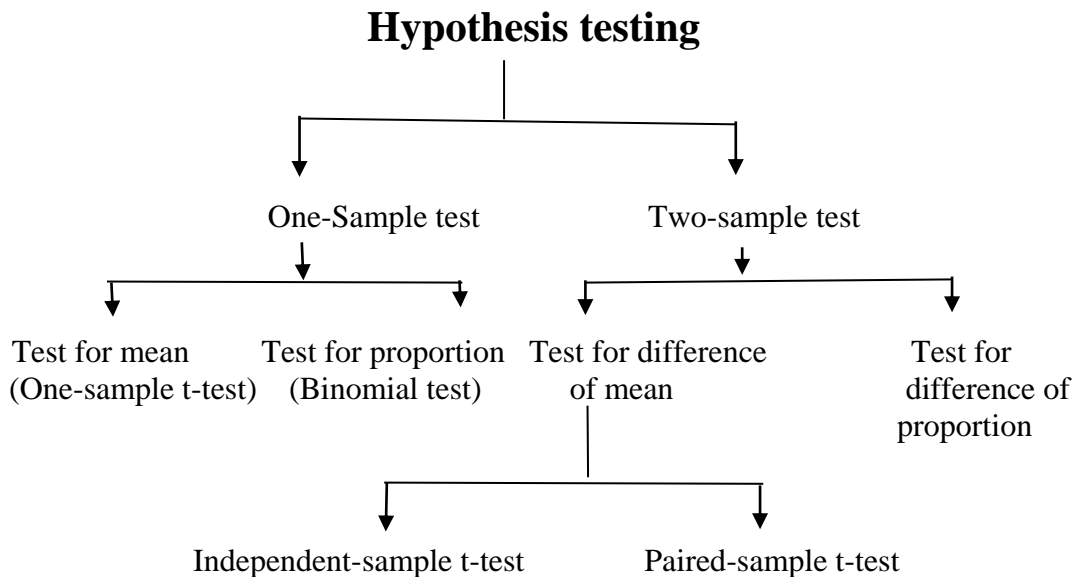 Hypothesis testing
One-Sample test
Two-sample test
Test for mean
(One-sample t-test)
Test for proportion
(Binomial test)
Test for difference
of mean
Test for
difference of
proportion
Independent-sample t-test
Paired-sample t-test